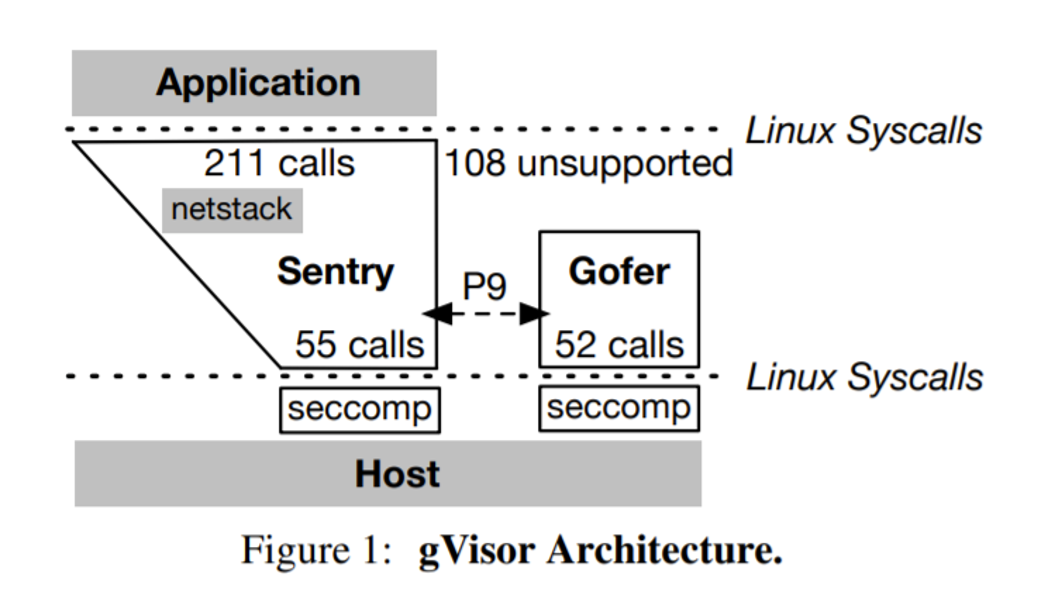 Application
Linux Syscalls
211 calls
108 unsupported
netstack
Sentry
P9
Gofer
55 calls
52 calls
Linux Syscalls
seccomp
seccomp
Host
Figure 1: gVisor Architecture.